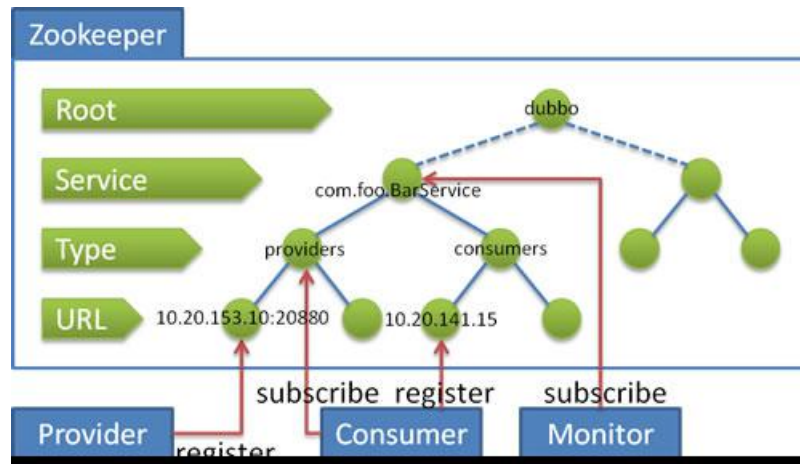 Zookeeper
Root
dubbo
Service
com.foo.BarService
Type
providers
consumers
URL
10.20.153.10:20880
10.20.141.15
subscribe
register
subscribe
Provider
register
Consumer
Monitor